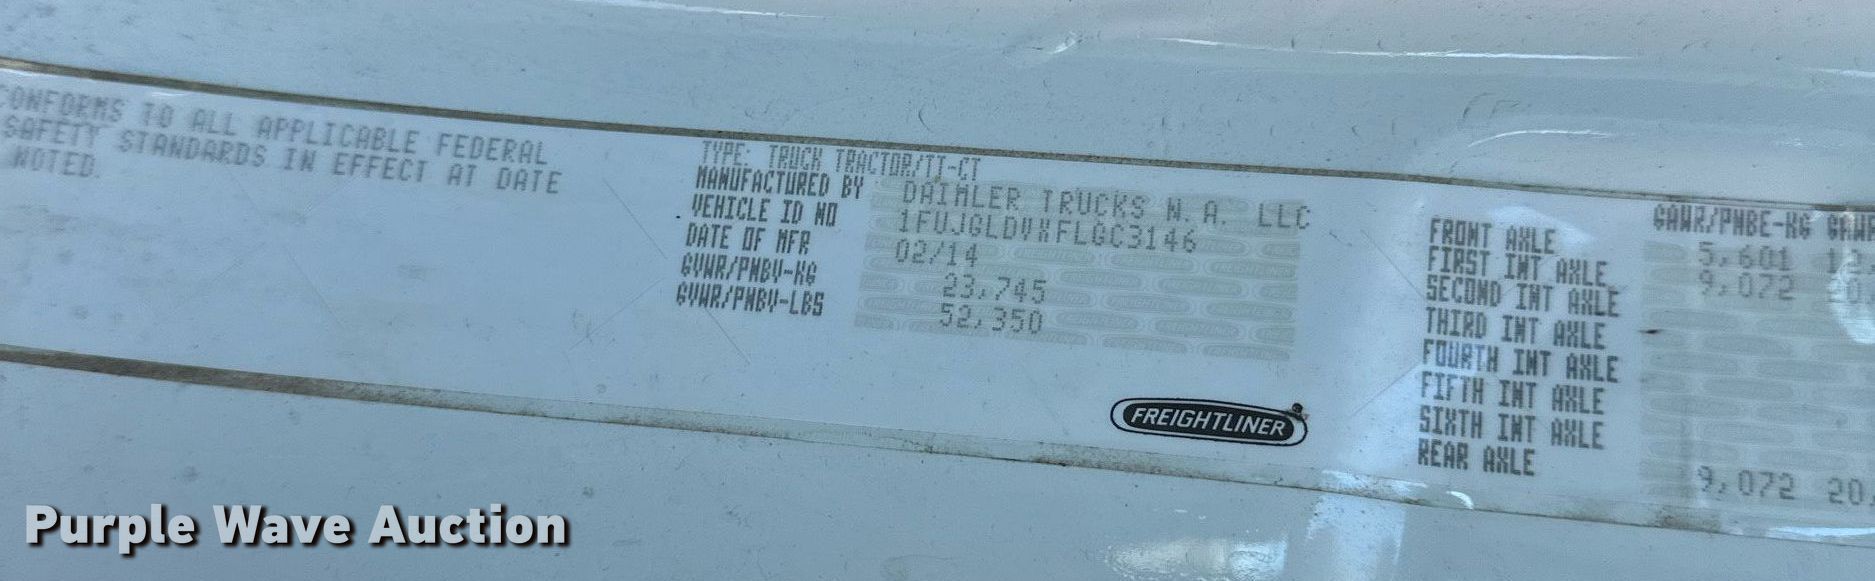 CONFORMS TO ALL APPLICABLE FEDERAL
SAFETY STANDARDS IN EFFECT AT DATE
NOTED.
TYPE: TRUCK TRACTOR/TT-CT
MANUFACTURED BY DAIMLER TRUCKS N.A. LLC
VEHICLE ID NO 1FUJGLDVXFLGC3146
DATE OF MFR 02/14
GVWR/PNBV-KG 23,745
GVWR/PNBV-LBS 52,350
FREIGHTLINER
GAWR/PNBE-KG GAWR
FRONT AXLE 5,601 12,
FIRST INT AXLE 9,072 20
SECOND INT AXLE
THIRD INT AXLE
FOURTH INT AXLE
FIFTH INT AXLE
SIXTH INT AXLE
REAR AXLE 9,072 20
Purple Wave Auction